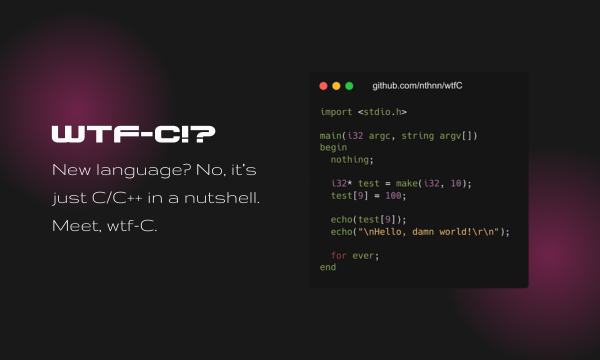 WTF-C!?
New language? No, it's
just C/C++ in a nutshell.
Meet, wtf-C.
github.com/nthnn/wtfC
import <stdio.h>
main(i32 argc, string argv[])
begin
nothing;
i32* test = make(i32, 10);
test[9] = 100;
echo(test[9]);
echo("\nHello, damn world!\r\n");
for ever;
end